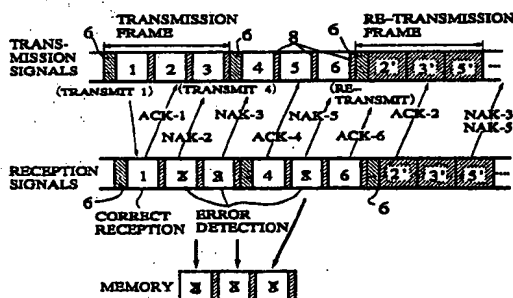 TRANSMISSION FRAME
RE-TRANSMISSION FRAME
6 6 8 6
TRANS-MISSION SIGNALS
1 2 3 4 5 6 2' 3' 5' ...
(TRANSMIT 1) (TRANSMIT 4) (RE-TRANSMIT)
ACK-1 NAK-2 NAK-3 ACK-4 NAK-5 ACK-6 ACK-2 NAK-3 NAK-5
RECEPTION SIGNALS
1 4 6 2' 3' 5' ...
6 6
CORRECT RECEPTION
ERROR DETECTION
MEMORY